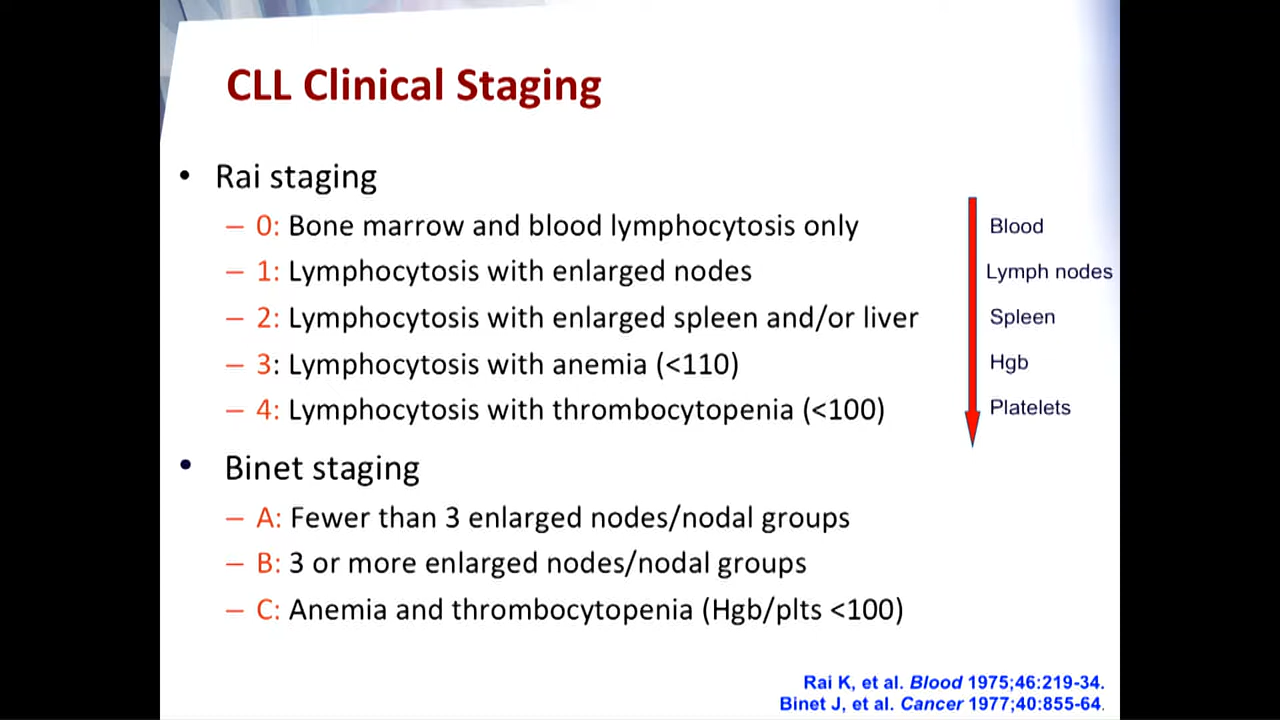 CLL Clinical Staging
• Rai staging
– 0: Bone marrow and blood lymphocytosis only
– 1: Lymphocytosis with enlarged nodes
– 2: Lymphocytosis with enlarged spleen and/or liver
– 3: Lymphocytosis with anemia (<110)
– 4: Lymphocytosis with thrombocytopenia (<100)
Blood
Lymph nodes
Spleen
Hgb
Platelets
• Binet staging
– A: Fewer than 3 enlarged nodes/nodal groups
– B: 3 or more enlarged nodes/nodal groups
– C: Anemia and thrombocytopenia (Hgb/plts <100)
Rai K, et al. Blood 1975;46:219-34.
Binet J, et al. Cancer 1977;40:855-64.